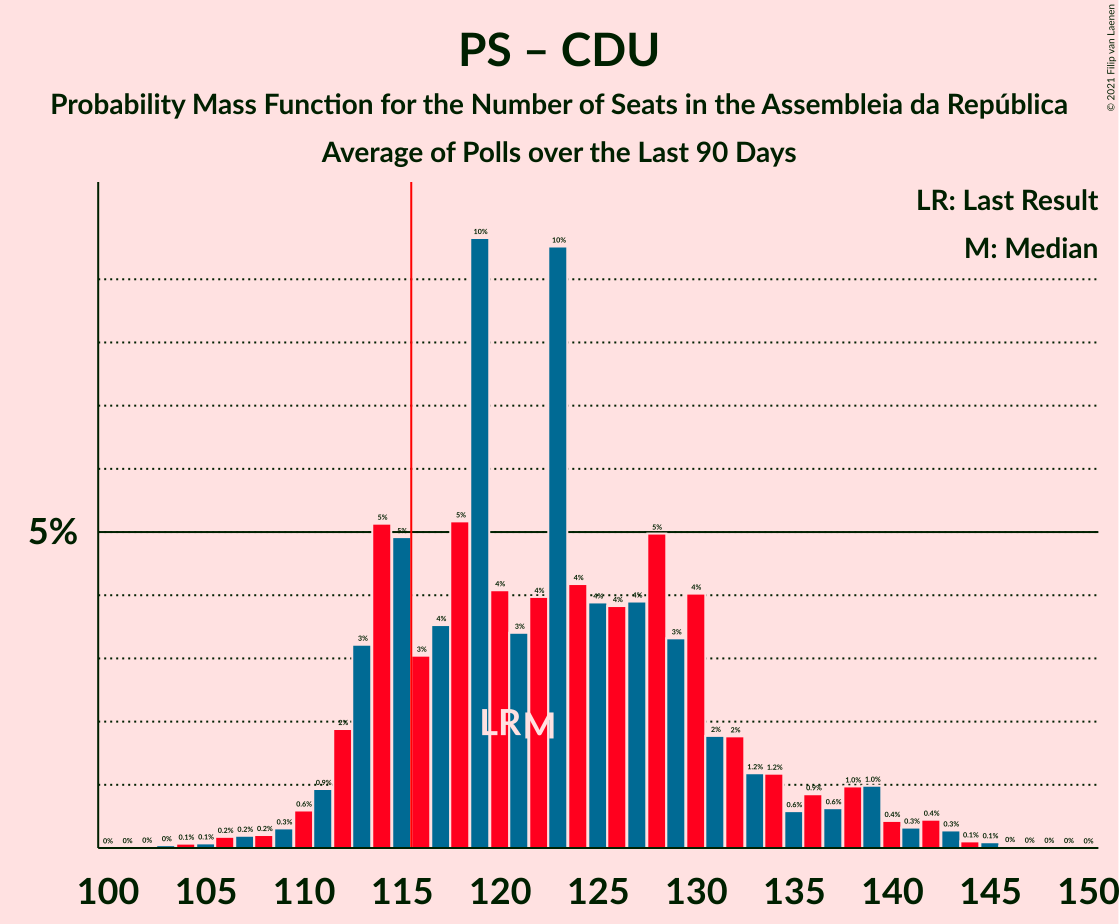 PS – CDU
Probability Mass Function for the Number of Seats in the Assembleia da República
Average of Polls over the Last 90 Days
© 2021 Filip van Laenen
LR: Last Result
M: Median
5%
0% 0% 0% 0% 0.1% 0.1% 0.2% 0.2% 0.2% 0.3% 0.6% 0.9% 2% 3% 5% 5% 3% 4% 5% 10% 4% 3% 4% 10% 4% 4% 4% 4% 5% 3% 4% 2% 2% 1.2% 1.2% 0.6% 0.9% 0.6% 1.0% 1.0% 0.4% 0.3% 0.4% 0.3% 0.1% 0.1% 0% 0% 0% 0% 0%
LR M
100 105 110 115 120 125 130 135 140 145 150